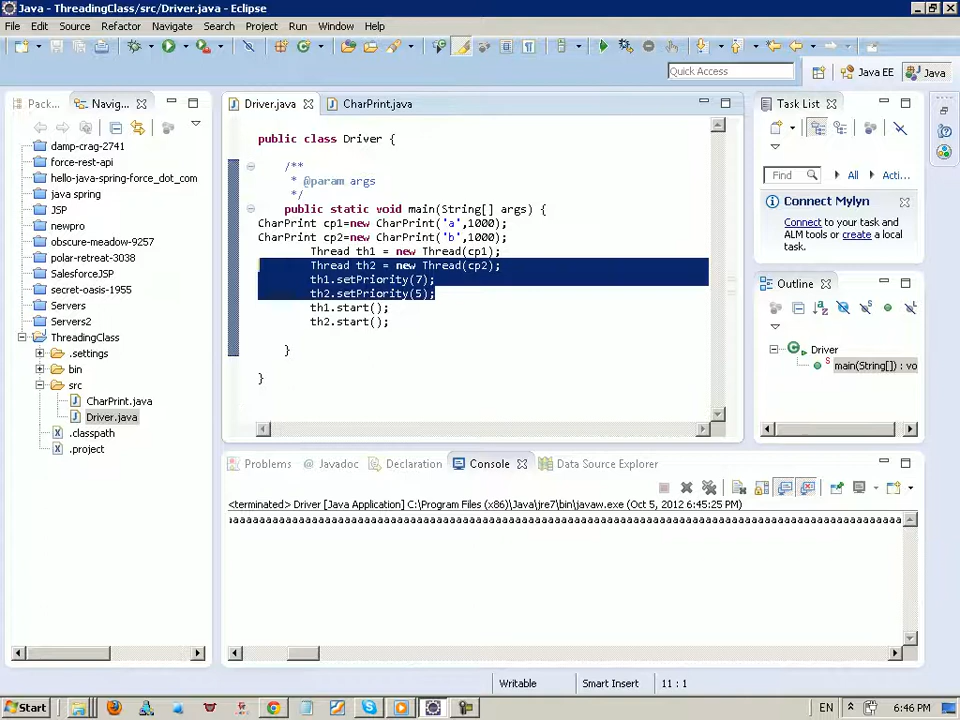 Java - ThreadingClass/src/Driver.java - Eclipse
File Edit Source Refactor Navigate Search Project Run Window Help
Quick Access
Java EE
Java
Pack...
Navig...
damp-crag-2741
force-rest-api
hello-java-spring-force_dot_com
java spring
JSP
newpro
obscure-meadow-9257
polar-retreat-3038
SalesforceJSP
secret-oasis-1955
Servers
Servers2
ThreadingClass
.settings
bin
src
CharPrint.java
Driver.java
.classpath
.project
Driver.java
CharPrint.java
public class Driver {
/**
* @param args
*/
public static void main(String[] args) {
CharPrint cp1=new CharPrint('a',1000);
CharPrint cp2=new CharPrint('b',1000);
Thread th1 = new Thread(cp1);
Thread th2 = new Thread(cp2);
th1.setPriority(7);
th2.setPriority(5);
th1.start();
th2.start();
}
}
Task List
Find
All
Acti...
Connect Mylyn
Connect to your task and
ALM tools or create a local
task.
Outline
Driver
S
main(String[]) : vo
Problems
@ Javadoc
Declaration
Console
Data Source Explorer
<terminated> Driver [Java Application] C:\Program Files (x86)\Java\jre7\bin\javaw.exe (Oct 5, 2012 6:45:25 PM)
Writable
Smart Insert
11 : 1
Start
EN
6:46 PM